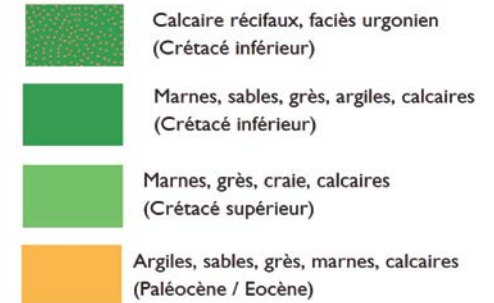 Calcaire récifaux, faciès urgonien
(Crétacé inférieur)
Marnes, sables, grès, argiles, calcaires
(Crétacé inférieur)
Marnes, grès, craie, calcaires
(Crétacé supérieur)
Argiles, sables, grès, marnes, calcaires
(Paléocène / Eocène)